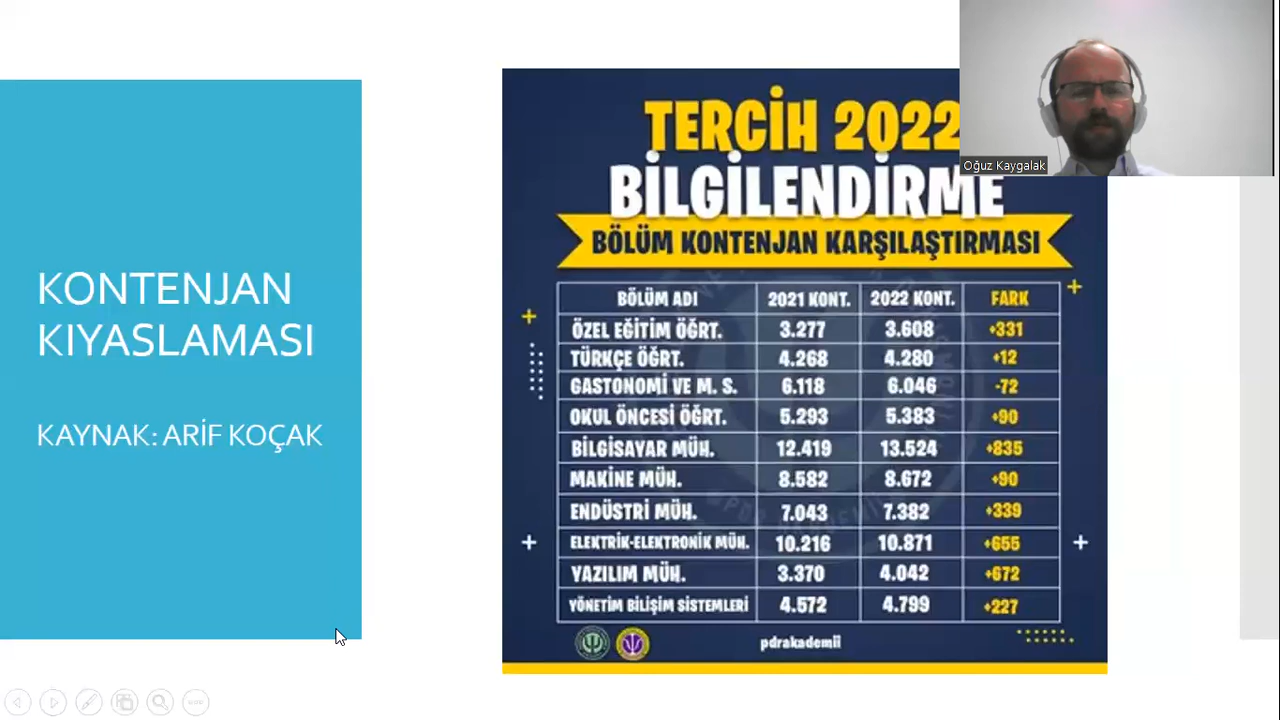 KONTENJAN
KIYASLAMASI
KAYNAK: ARİF KOÇAK
TERCİH 2022
BİLGİLENDİRME
BÖLÜM KONTENJAN KARŞILAŞTIRMASI
BÖLÜM ADI 2021 KONT. 2022 KONT. FARK
ÖZEL EĞİTİM ÖĞRT. 3.277 3.608 +331
TÜRKÇE ÖĞRT. 4.268 4.280 +12
GASTONOMİ VE M. S. 6.118 6.046 -72
OKUL ÖNCESİ ÖĞRT. 5.293 5.383 +90
BİLGİSAYAR MÜH. 12.419 13.524 +835
MAKİNE MÜH. 8.582 8.672 +90
ENDÜSTRİ MÜH. 7.043 7.382 +339
ELEKTRİK-ELEKTRONİK MÜH. 10.216 10.871 +655
YAZILIM MÜH. 3.370 4.042 +672
YÖNETİM BİLİŞİM SİSTEMLERİ 4.572 4.799 +227
pdrakademii
Oğuz Kaygalak